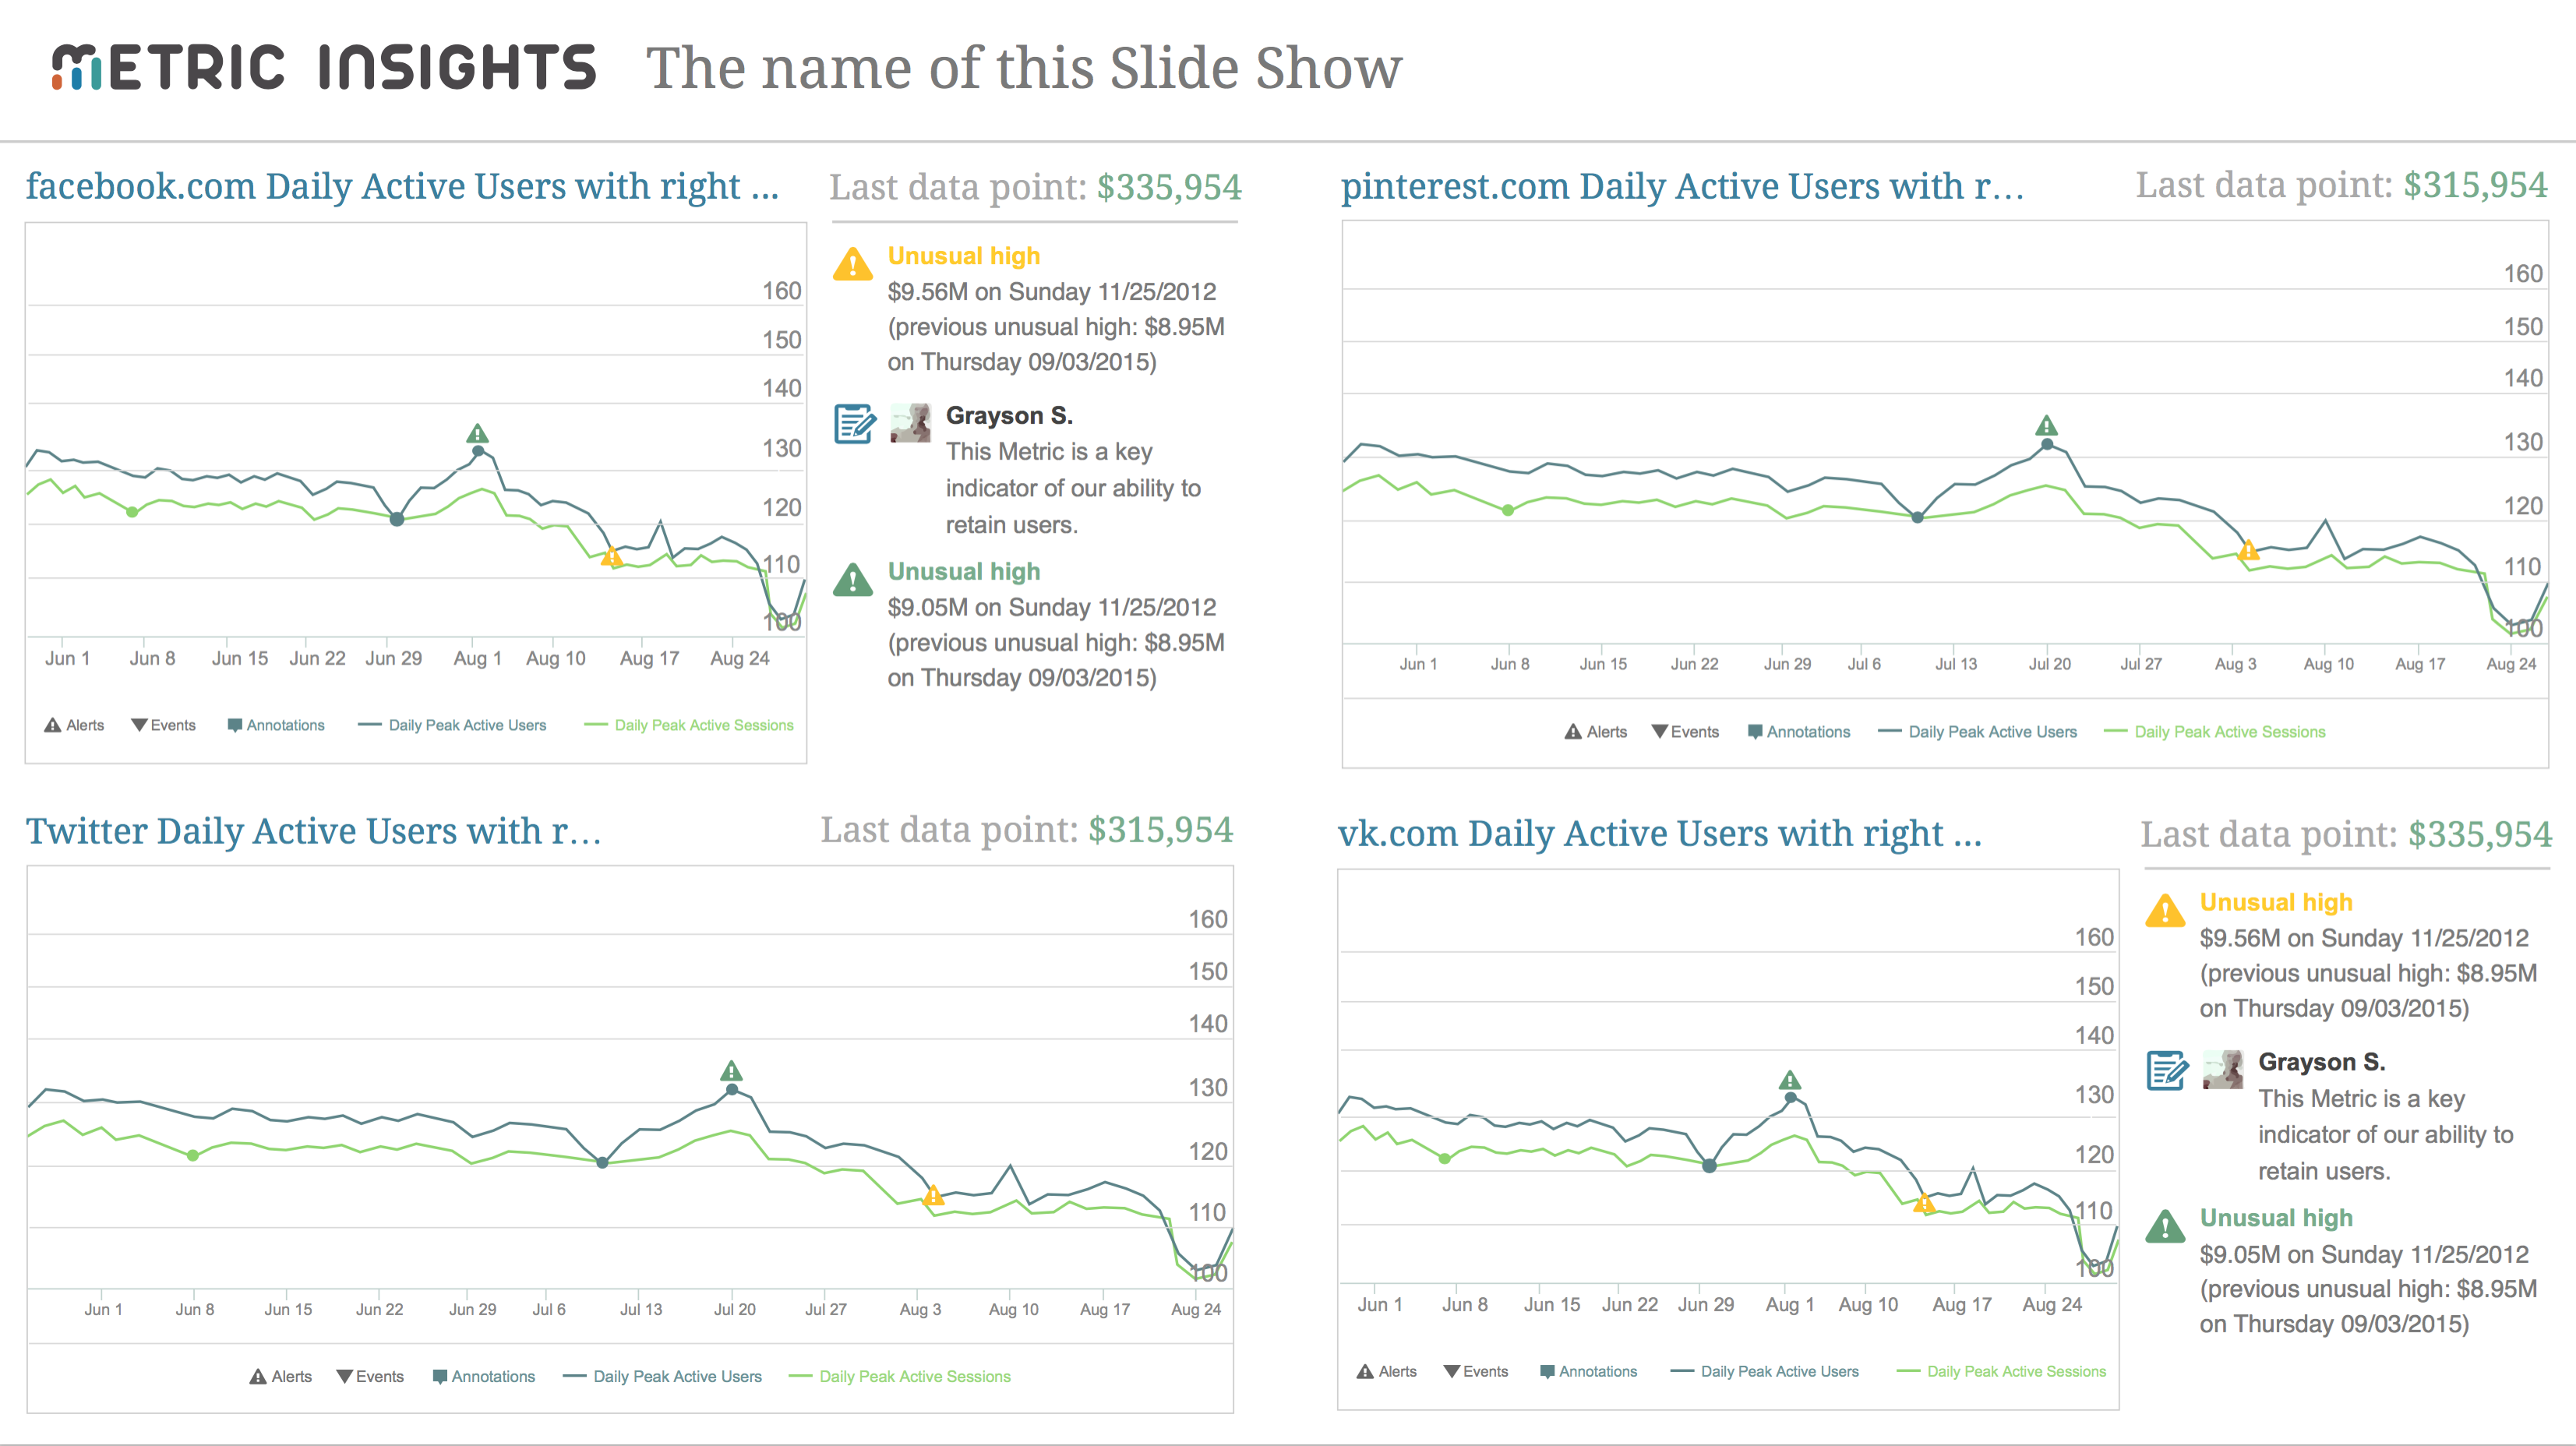 METRIC INSIGHTS The name of this Slide Show
facebook.com Daily Active Users with right ...
Last data point: $335,954
160
150
140
130
120
110
100
Jun 1 Jun 8 Jun 15 Jun 22 Jun 29 Aug 1 Aug 10 Aug 17 Aug 24
Alerts Events Annotations Daily Peak Active Users Daily Peak Active Sessions
Unusual high
$9.56M on Sunday 11/25/2012
(previous unusual high: $8.95M
on Thursday 09/03/2015)
Grayson S.
This Metric is a key
indicator of our ability to
retain users.
Unusual high
$9.05M on Sunday 11/25/2012
(previous unusual high: $8.95M
on Thursday 09/03/2015)
pinterest.com Daily Active Users with r...
Last data point: $315,954
160
150
140
130
120
110
100
Jun 1 Jun 8 Jun 15 Jun 22 Jun 29 Jul 6 Jul 13 Jul 20 Jul 27 Aug 3 Aug 10 Aug 17 Aug 24
Alerts Events Annotations Daily Peak Active Users Daily Peak Active Sessions
Twitter Daily Active Users with r...
Last data point: $315,954
160
150
140
130
120
110
100
Jun 1 Jun 8 Jun 15 Jun 22 Jun 29 Jul 6 Jul 13 Jul 20 Jul 27 Aug 3 Aug 10 Aug 17 Aug 24
Alerts Events Annotations Daily Peak Active Users Daily Peak Active Sessions
vk.com Daily Active Users with right ...
Last data point: $335,954
160
150
140
130
120
110
100
Jun 1 Jun 8 Jun 15 Jun 22 Jun 29 Aug 1 Aug 10 Aug 17 Aug 24
Alerts Events Annotations Daily Peak Active Users Daily Peak Active Sessions
Unusual high
$9.56M on Sunday 11/25/2012
(previous unusual high: $8.95M
on Thursday 09/03/2015)
Grayson S.
This Metric is a key
indicator of our ability to
retain users.
Unusual high
$9.05M on Sunday 11/25/2012
(previous unusual high: $8.95M
on Thursday 09/03/2015)